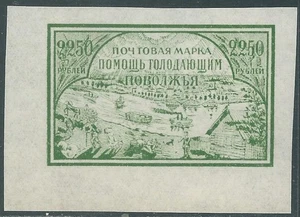 2250 2250
РУБЛЕЙ РУБЛЕЙ
ПОЧТОВАЯ МАРКА
ПОМОЩЬ ГОЛОДАЮЩИМ
ПОВОЛЖЬЯ